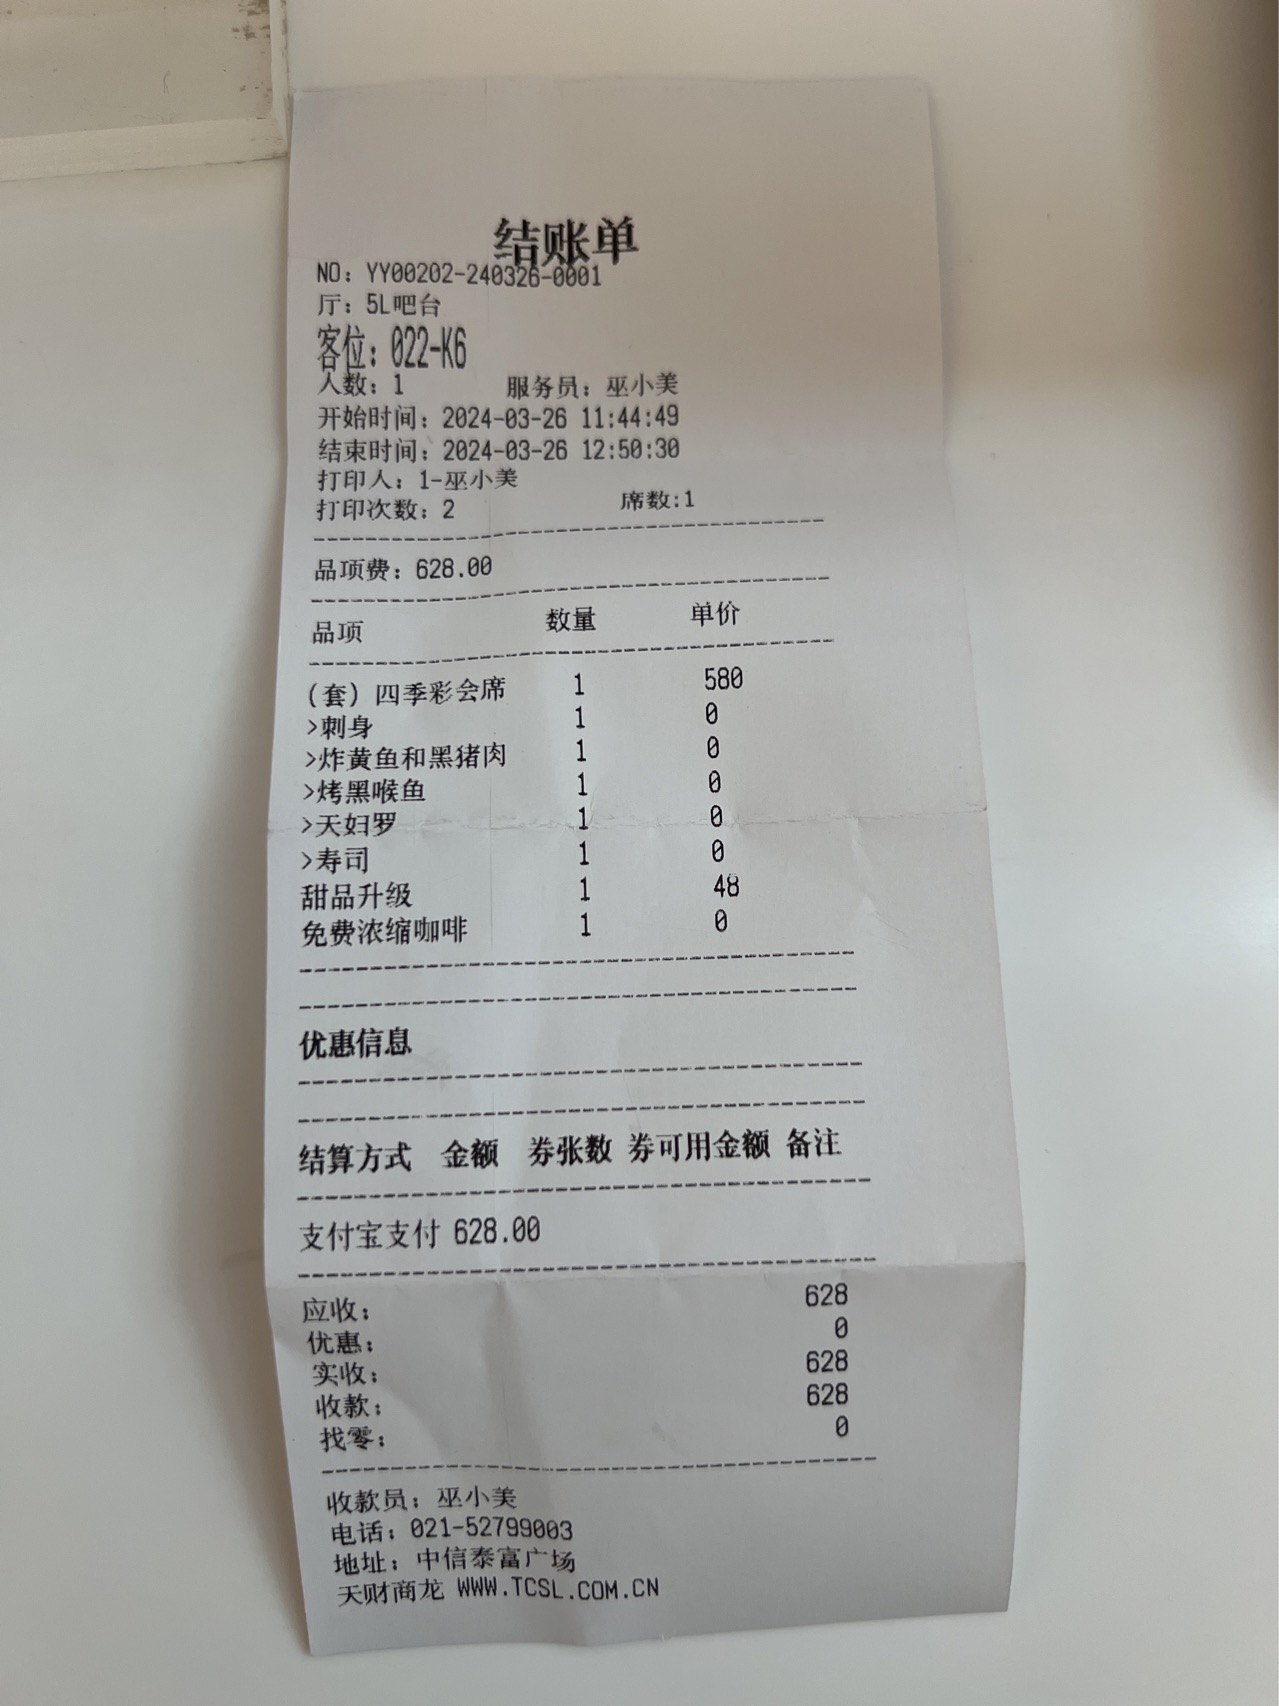 结账单
NO: YY00202-240326-0001
厅: 5L吧台
客位: 022-K6
人数: 1 服务员: 巫小美
开始时间: 2024-03-26 11:44:49
结束时间: 2024-03-26 12:50:30
打印人: 1-巫小美
打印次数: 2 席数:1
品项费: 628.00
品项 数量 单价
(套) 四季彩会席 1 580
>刺身 1 0
>炸黄鱼和黑猪肉 1 0
>烤黑喉鱼 1 0
>天妇罗 1 0
>寿司 1 0
甜品升级 1 48
免费浓缩咖啡 1 0
优惠信息
结算方式 金额 券张数 券可用金额 备注
支付宝支付 628.00
应收: 628
优惠: 0
实收: 628
收款: 628
找零: 0
收款员: 巫小美
电话: 021-52799003
地址: 中信泰富广场
天财商龙 WWW.TCSL.COM.CN